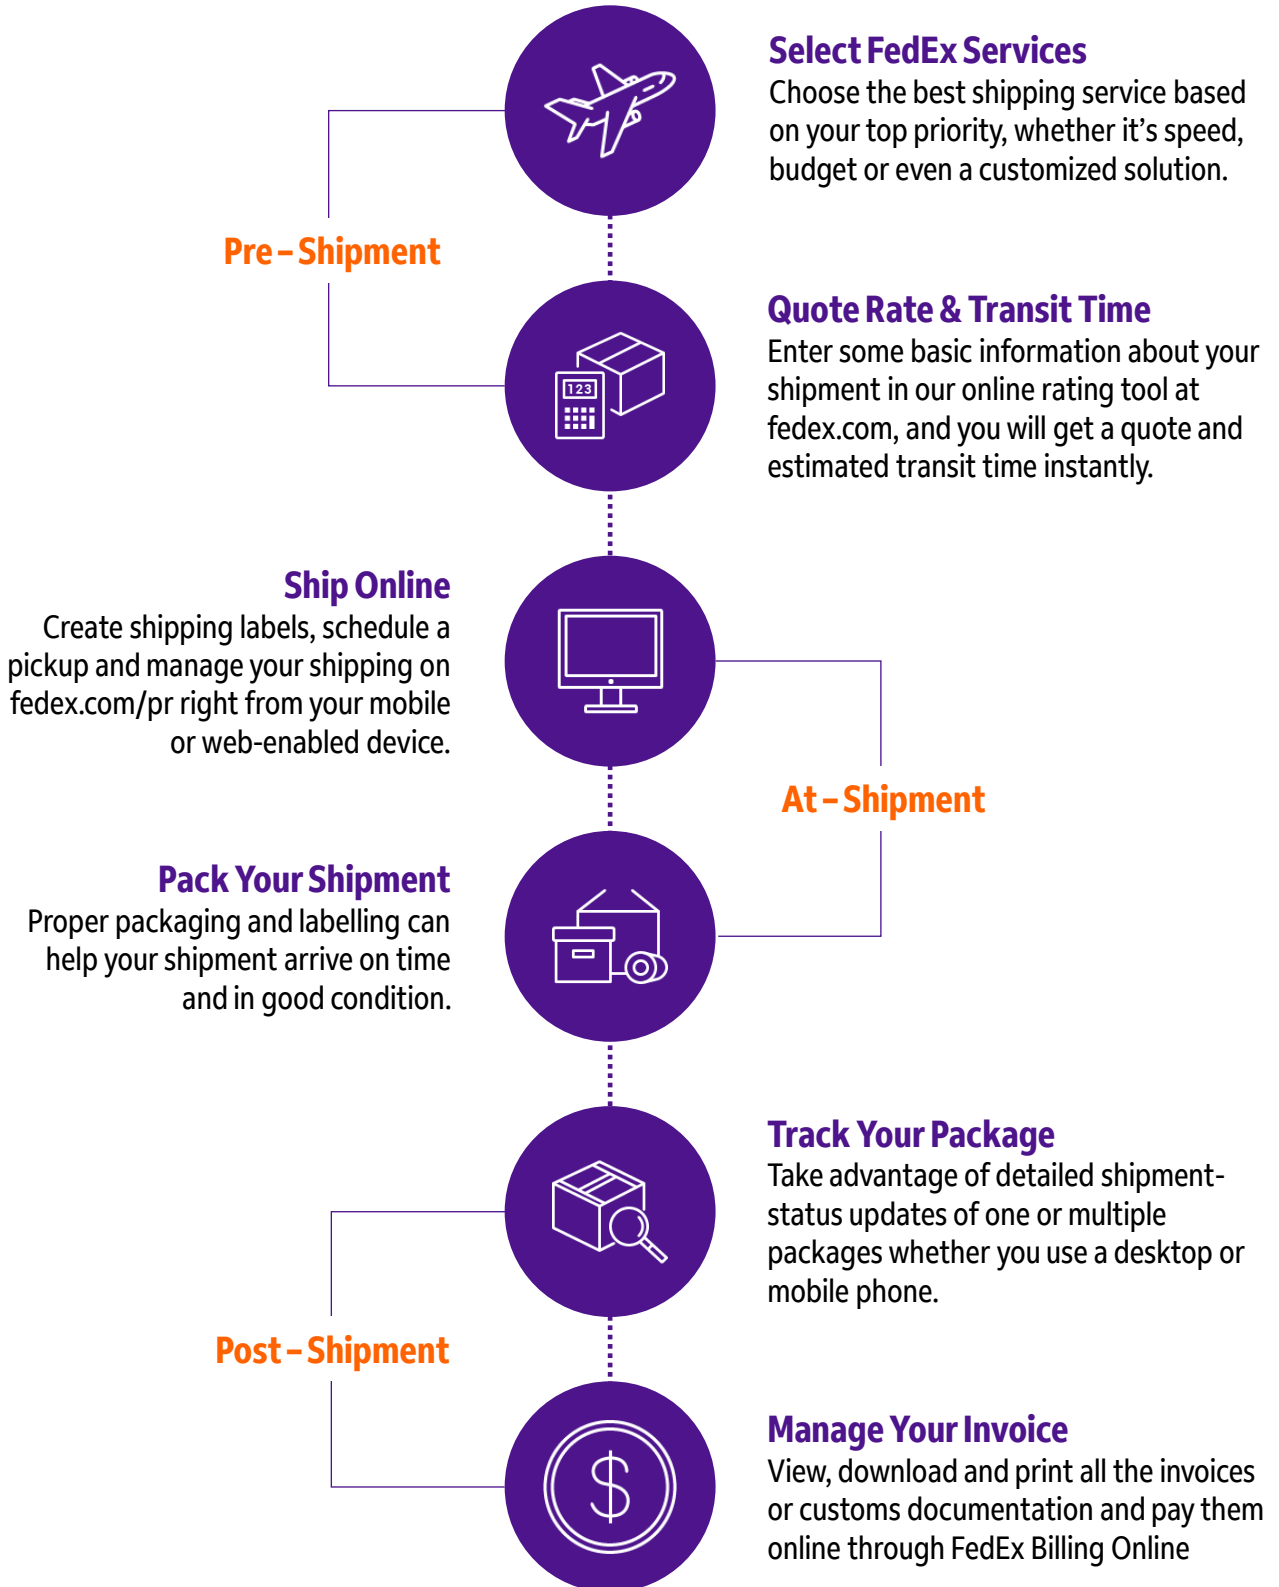 Select FedEx Services
Choose the best shipping service based
on your top priority, whether it’s speed,
budget or even a customized solution.
Pre – Shipment
Quote Rate & Transit Time
Enter some basic information about your
shipment in our online rating tool at
fedex.com, and you will get a quote and
estimated transit time instantly.
123
Ship Online
Create shipping labels, schedule a
pickup and manage your shipping on
fedex.com/pr right from your mobile
or web-enabled device.
At – Shipment
Pack Your Shipment
Proper packaging and labelling can
help your shipment arrive on time
and in good condition.
Track Your Package
Take advantage of detailed shipment-
status updates of one or multiple
packages whether you use a desktop or
mobile phone.
Post – Shipment
Manage Your Invoice
View, download and print all the invoices
or customs documentation and pay them
online through FedEx Billing Online
$